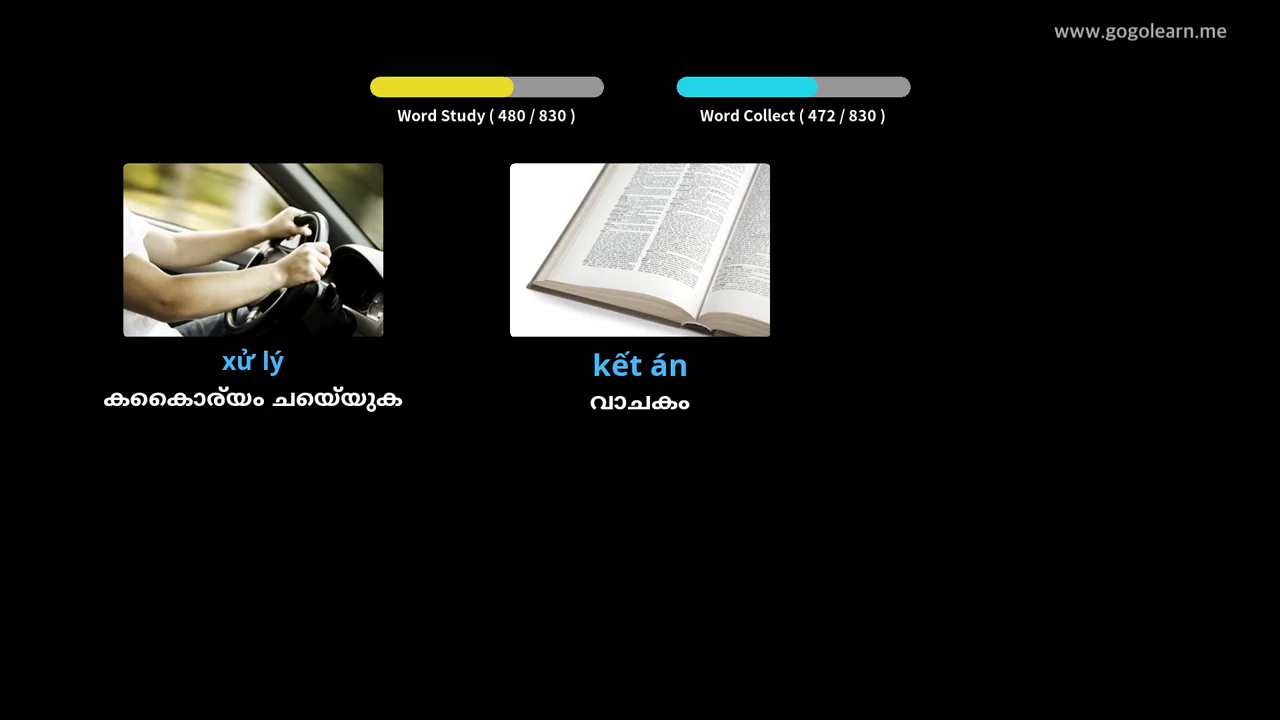 www.gogolearn.me
Word Study ( 480 / 830 )
Word Collect ( 472 / 830 )
xử lý
കൈകാര്യം ചെയ്യുക
kết án
വാചകം